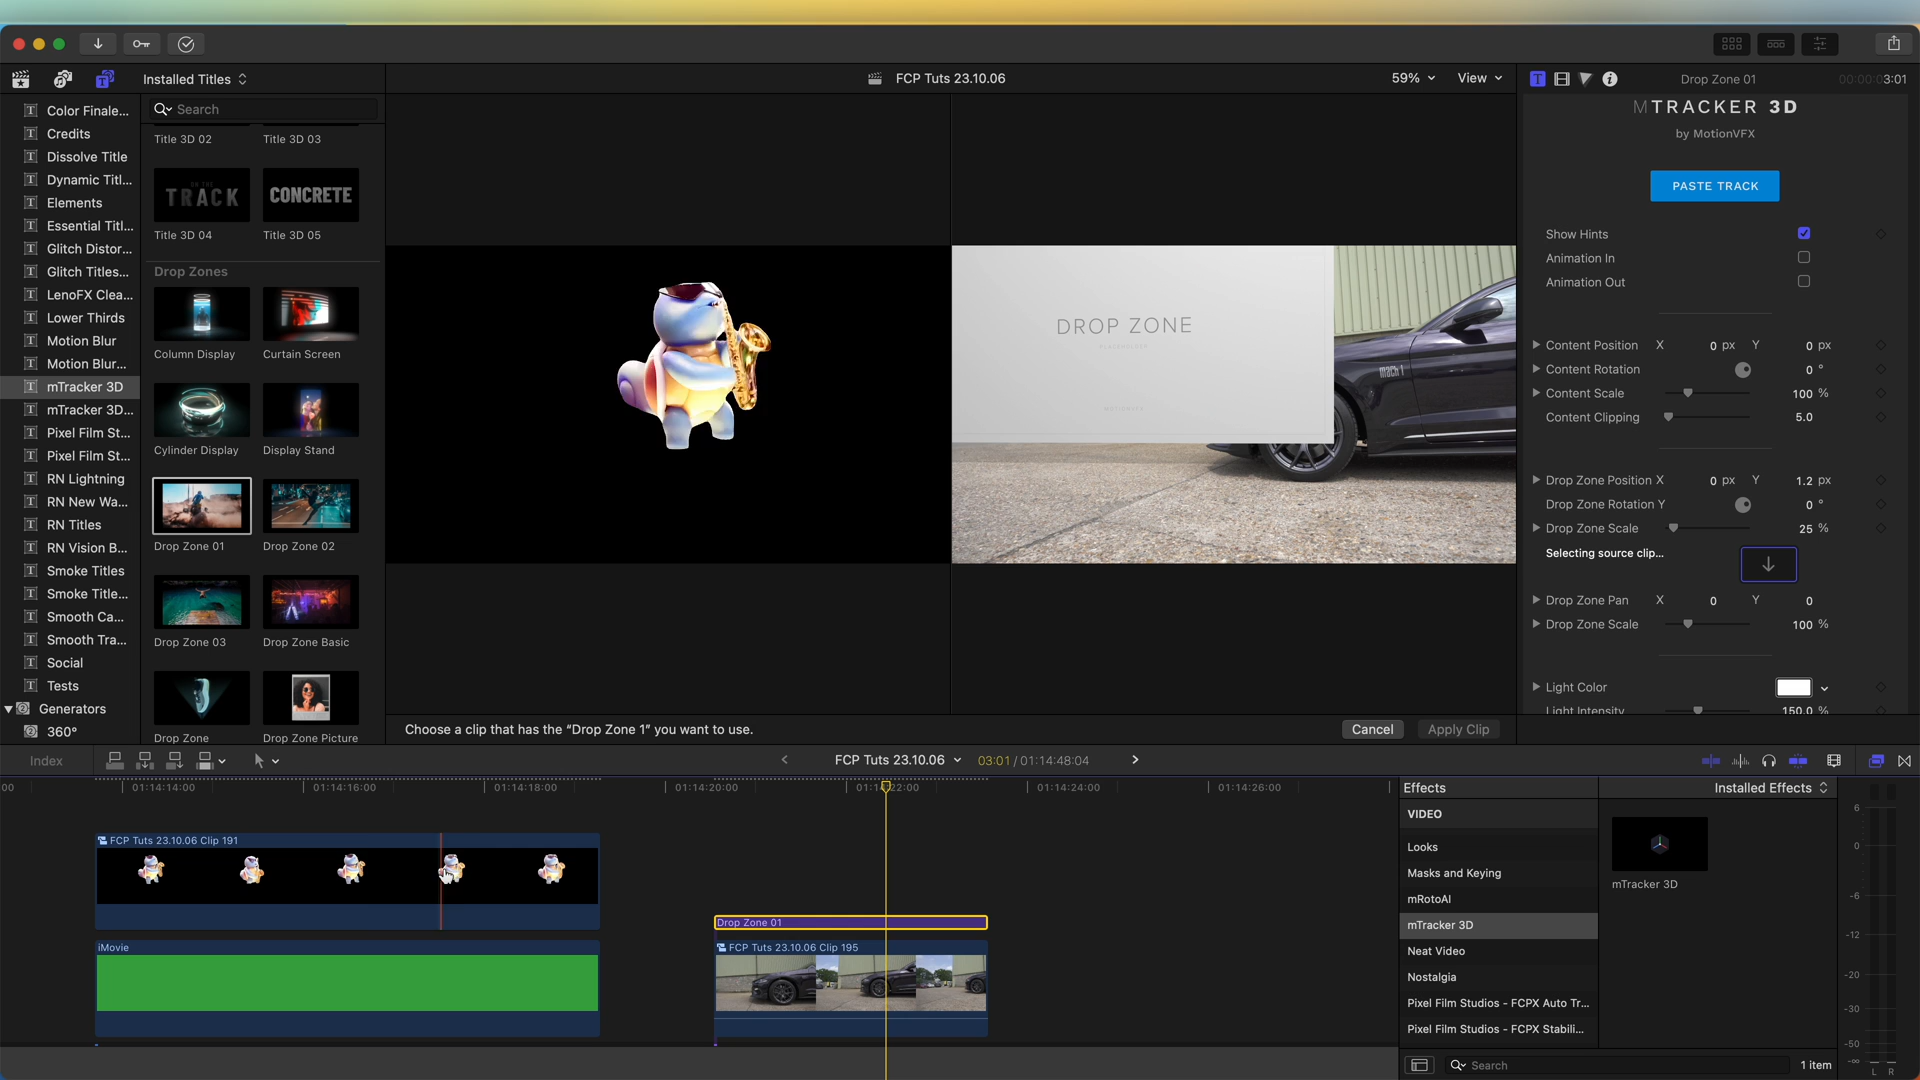 Installed Titles
FCP Tuts 23.10.06
59%
View
Drop Zone 01
00:00:03:01
Color Finale...
Credits
Dissolve Title
Dynamic Titl...
Elements
Essential Titl...
Glitch Distor...
Glitch Titles...
LenoFX Clea...
Lower Thirds
Motion Blur
Motion Blur...
mTracker 3D
mTracker 3D...
Pixel Film St...
Pixel Film St...
RN Lightning
RN New Wa...
RN Titles
RN Vision B...
Smoke Titles
Smoke Title...
Smooth Ca...
Smooth Tra...
Social
Tests
Generators
360°
Search
Title 3D 02
Title 3D 03
ON THE
TRACK
CONCRETE
Title 3D 04
Title 3D 05
Drop Zones
Column Display
Curtain Screen
Cylinder Display
Display Stand
Drop Zone 01
Drop Zone 02
Drop Zone 03
Drop Zone Basic
Drop Zone
Drop Zone Picture
DROP ZONE
PLACEHOLDER
MOTIONVFX
mach 1
Choose a clip that has the “Drop Zone 1” you want to use.
Cancel
Apply Clip
MTRACKER 3D
by MotionVFX
PASTE TRACK
Show Hints
Animation In
Animation Out
Content Position X 0 px Y 0 px
Content Rotation 0 °
Content Scale 100 %
Content Clipping 5.0
Drop Zone Position X 0 px Y 1.2 px
Drop Zone Rotation Y 0 °
Drop Zone Scale 25 %
Selecting source clip...
Drop Zone Pan X 0 Y 0
Drop Zone Scale 100 %
Light Color
Light Intensity 150.0 %
Index
FCP Tuts 23.10.06
03:01 / 01:14:48:04
00
01:14:14:00
01:14:16:00
01:14:18:00
01:14:20:00
01:14:22:00
01:14:24:00
01:14:26:00
FCP Tuts 23.10.06 Clip 191
iMovie
Drop Zone 01
FCP Tuts 23.10.06 Clip 195
Effects
Installed Effects
VIDEO
Looks
Masks and Keying
mRotoAI
mTracker 3D
Neat Video
Nostalgia
Pixel Film Studios - FCPX Auto Tr...
Pixel Film Studios - FCPX Stabili...
mTracker 3D
Search
1 item
6
0
-6
-12
-20
-30
-50
-∞
L R